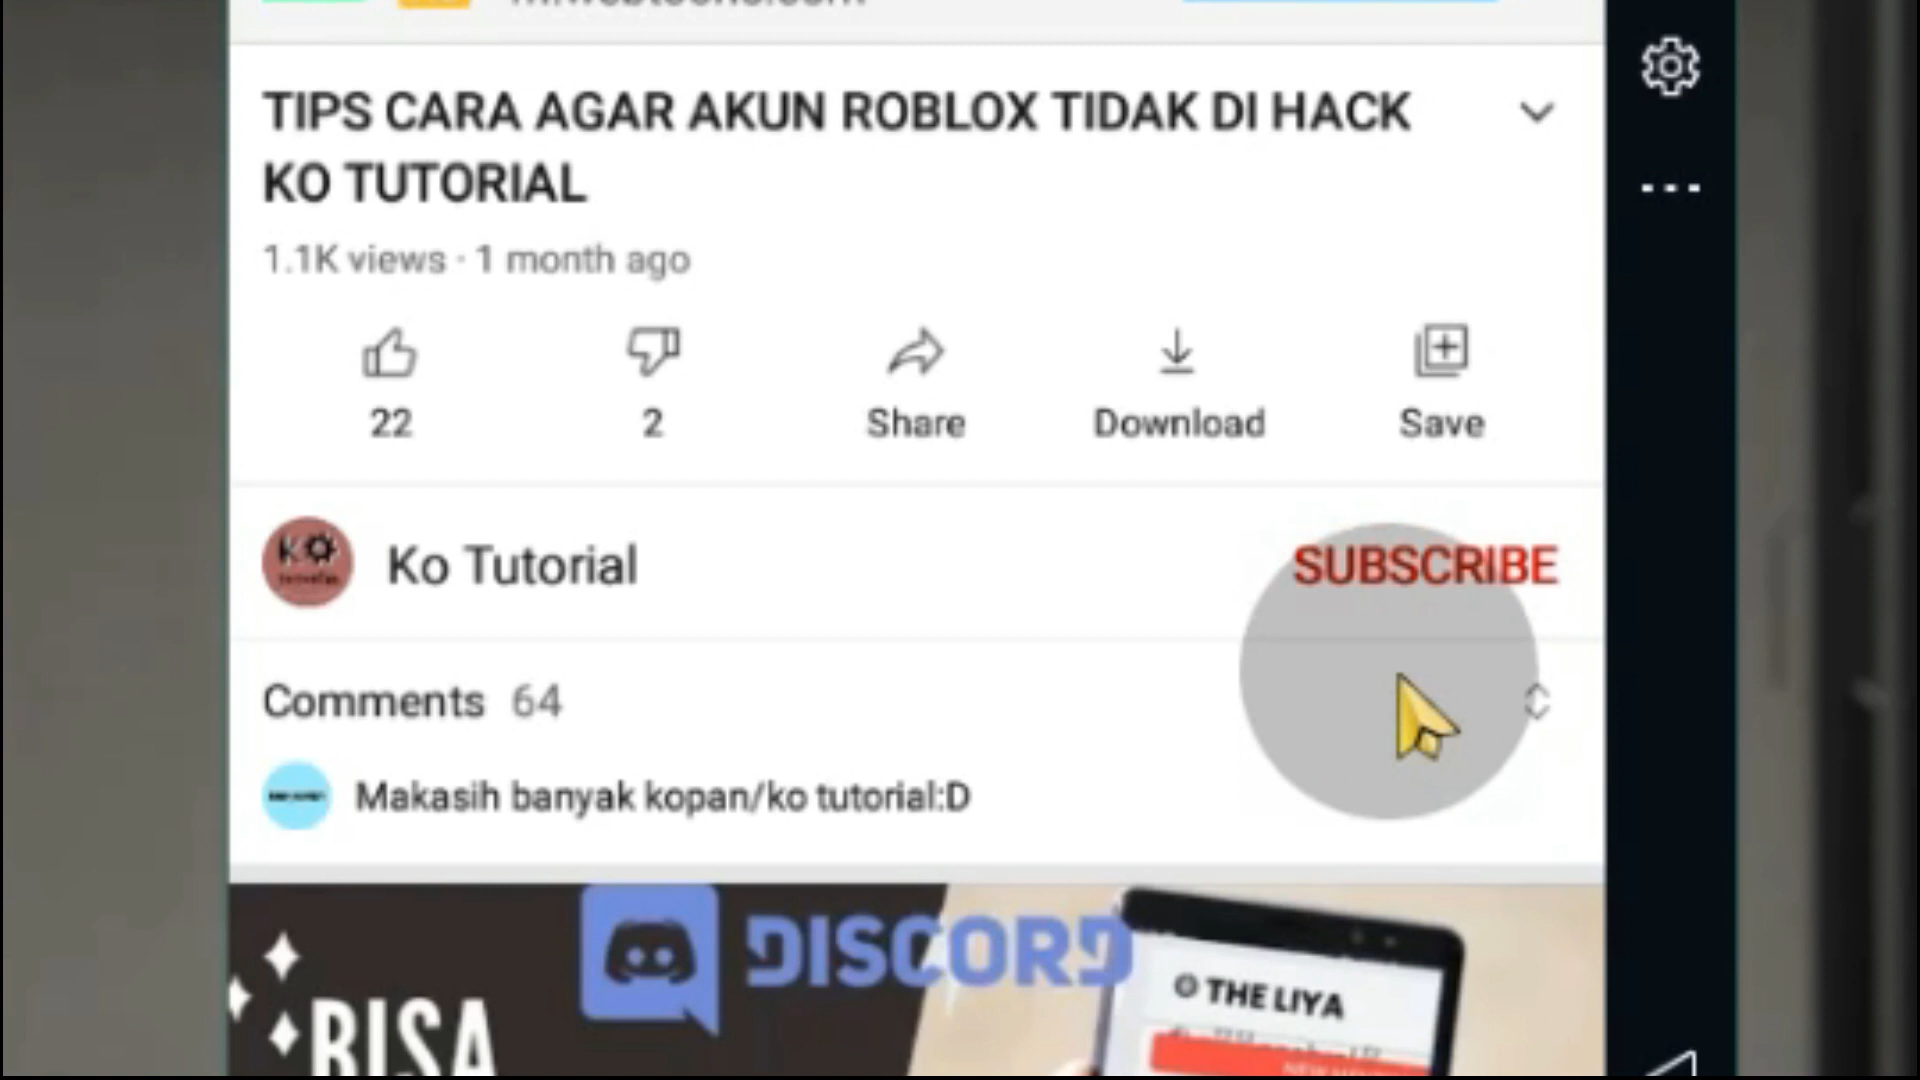 TIPS CARA AGAR AKUN ROBLOX TIDAK DI HACK
KO TUTORIAL
1.1K views · 1 month ago
22
2
Share
Download
Save
KO
Ko Tutorial
SUBSCRIBE
Comments 64
Makasih banyak kopan/ko tutorial:D
DISCORD
THE LIYA
BISA